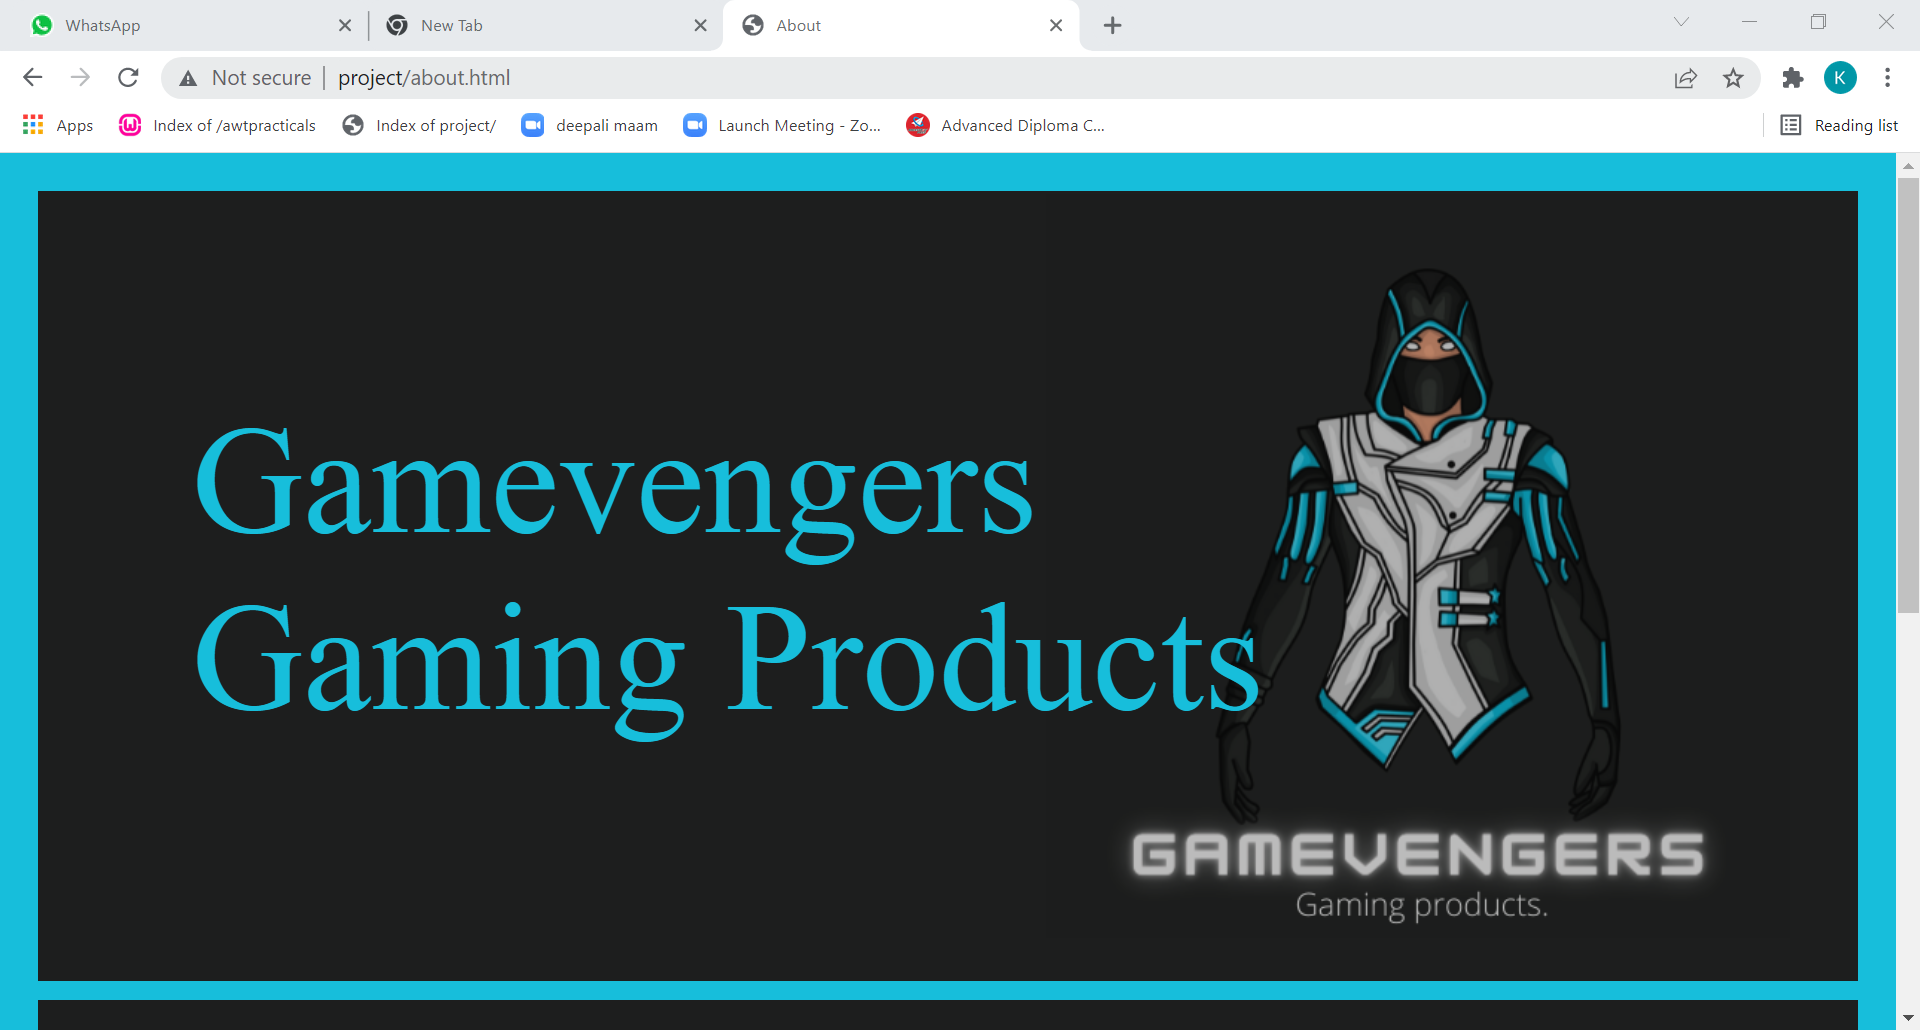 WhatsApp
New Tab
About
Not secure
project/about.html
K
Apps
Index of /awtpracticals
Index of project/
deepali maam
Launch Meeting - Zo...
Advanced Diploma C...
Reading list
Gamevengers
Gaming Products
GAMEVENGERS
Gaming products.